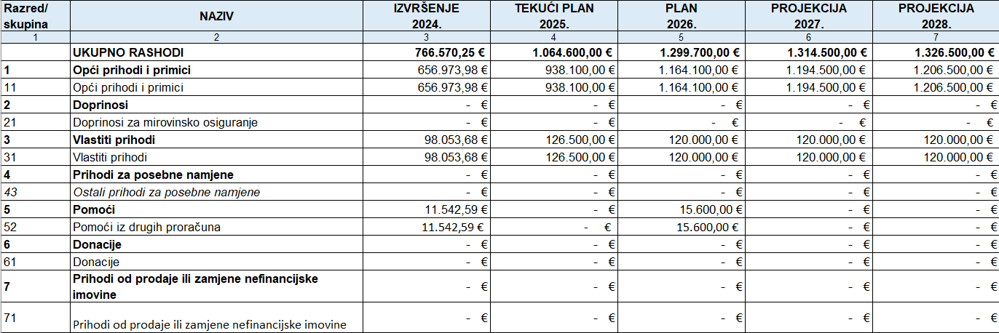 Razred/ skupina NAZIV IZVRŠENJE 2024. TEKUĆI PLAN 2025. PLAN 2026. PROJEKCIJA 2027. PROJEKCIJA 2028.
1 2 3 4 5 6 7
UKUPNO RASHODI 766.570,25 € 1.064.600,00 € 1.299.700,00 € 1.314.500,00 € 1.326.500,00 €
1 Opći prihodi i primici 656.973,98 € 938.100,00 € 1.164.100,00 € 1.194.500,00 € 1.206.500,00 €
11 Opći prihodi i primici 656.973,98 € 938.100,00 € 1.164.100,00 € 1.194.500,00 € 1.206.500,00 €
2 Doprinosi - € - € - € - € - €
21 Doprinosi za mirovinsko osiguranje - € - € - € - € - €
3 Vlastiti prihodi 98.053,68 € 126.500,00 € 120.000,00 € 120.000,00 € 120.000,00 €
31 Vlastiti prihodi 98.053,68 € 126.500,00 € 120.000,00 € 120.000,00 € 120.000,00 €
4 Prihodi za posebne namjene - € - € - € - € - €
43 Ostali prihodi za posebne namjene - € - € - € - € - €
5 Pomoći 11.542,59 € - € 15.600,00 € - € - €
52 Pomoći iz drugih proračuna 11.542,59 € - € 15.600,00 € - € - €
6 Donacije - € - € - € - € - €
61 Donacije - € - € - € - € - €
7 Prihodi od prodaje ili zamjene nefinancijske imovine - € - € - € - € - €
71 Prihodi od prodaje ili zamjene nefinancijske imovine - € - € - € - € - €